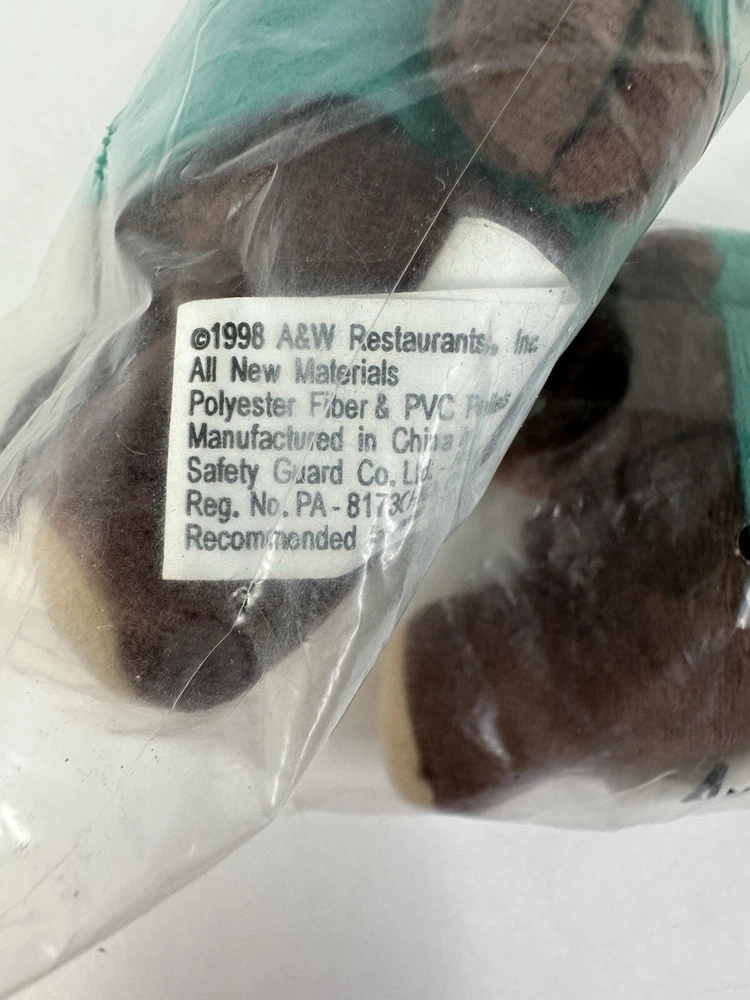 ©1998 A&W Restaurants, Inc.
All New Materials
Polyester Fiber & PVC
Manufactured in China
Safety Guard Co. Ltd.
Reg. No. PA-8173
Recommended